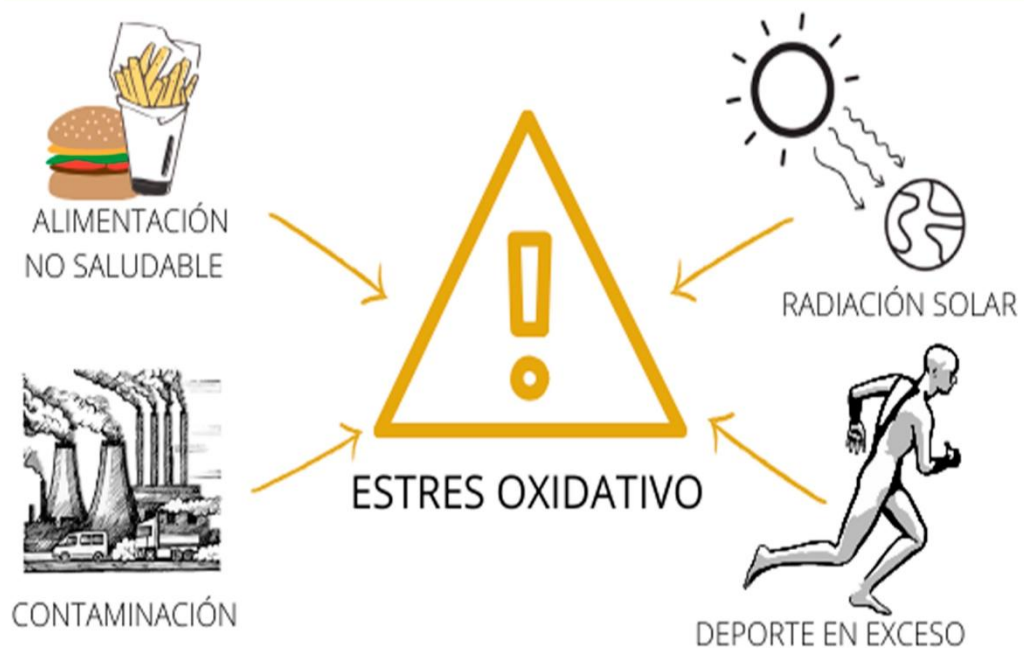 ALIMENTACIÓN
NO SALUDABLE
RADIACIÓN SOLAR
ESTRES OXIDATIVO
CONTAMINACIÓN
DEPORTE EN EXCESO